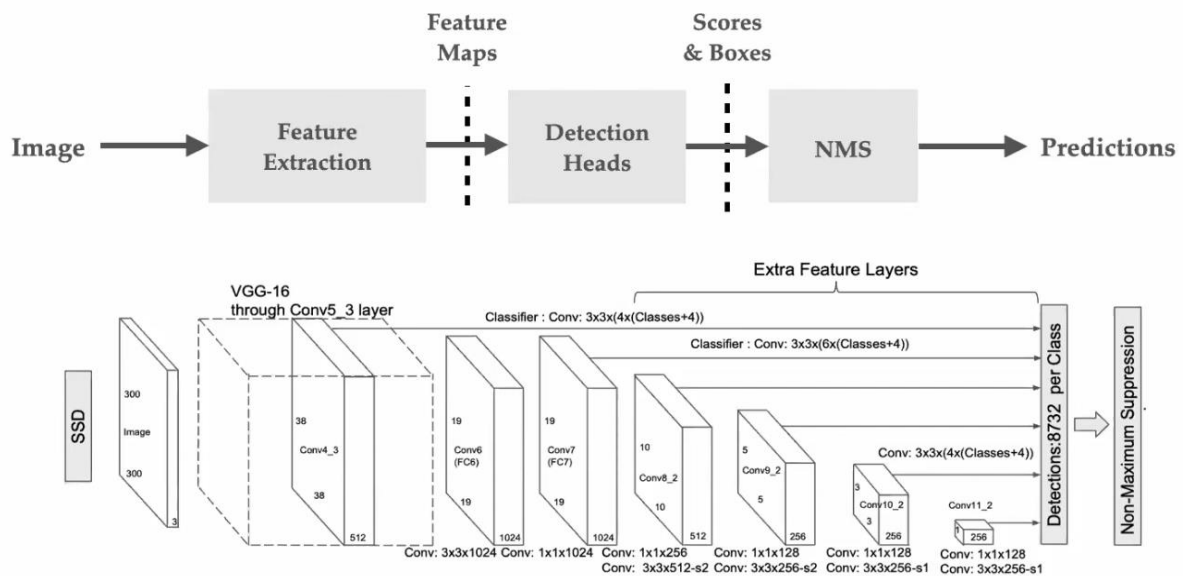 Feature
Maps
Scores
& Boxes
Image
Feature
Extraction
Detection
Heads
NMS
Predictions
Extra Feature Layers
VGG-16
through Conv5_3 layer
Classifier : Conv: 3x3x(4x(Classes+4))
Classifier : Conv: 3x3x(6x(Classes+4))
Conv: 3x3x(4x(Classes+4))
SSD
300
Image
300
3
38
Conv4_3
38
512
19
Conv6
(FC6)
19
1024
19
Conv7
(FC7)
19
1024
10
Conv8_2
10
512
5
Conv9_2
5
256
3
Conv10_2
3
256
Conv11_2
1
256
Detections:8732 per Class
Non-Maximum Suppression
Conv: 3x3x1024
Conv: 1x1x1024
Conv: 1x1x256
Conv: 3x3x512-s2
Conv: 1x1x128
Conv: 3x3x256-s2
Conv: 1x1x128
Conv: 3x3x256-s1
Conv: 1x1x128
Conv: 3x3x256-s1